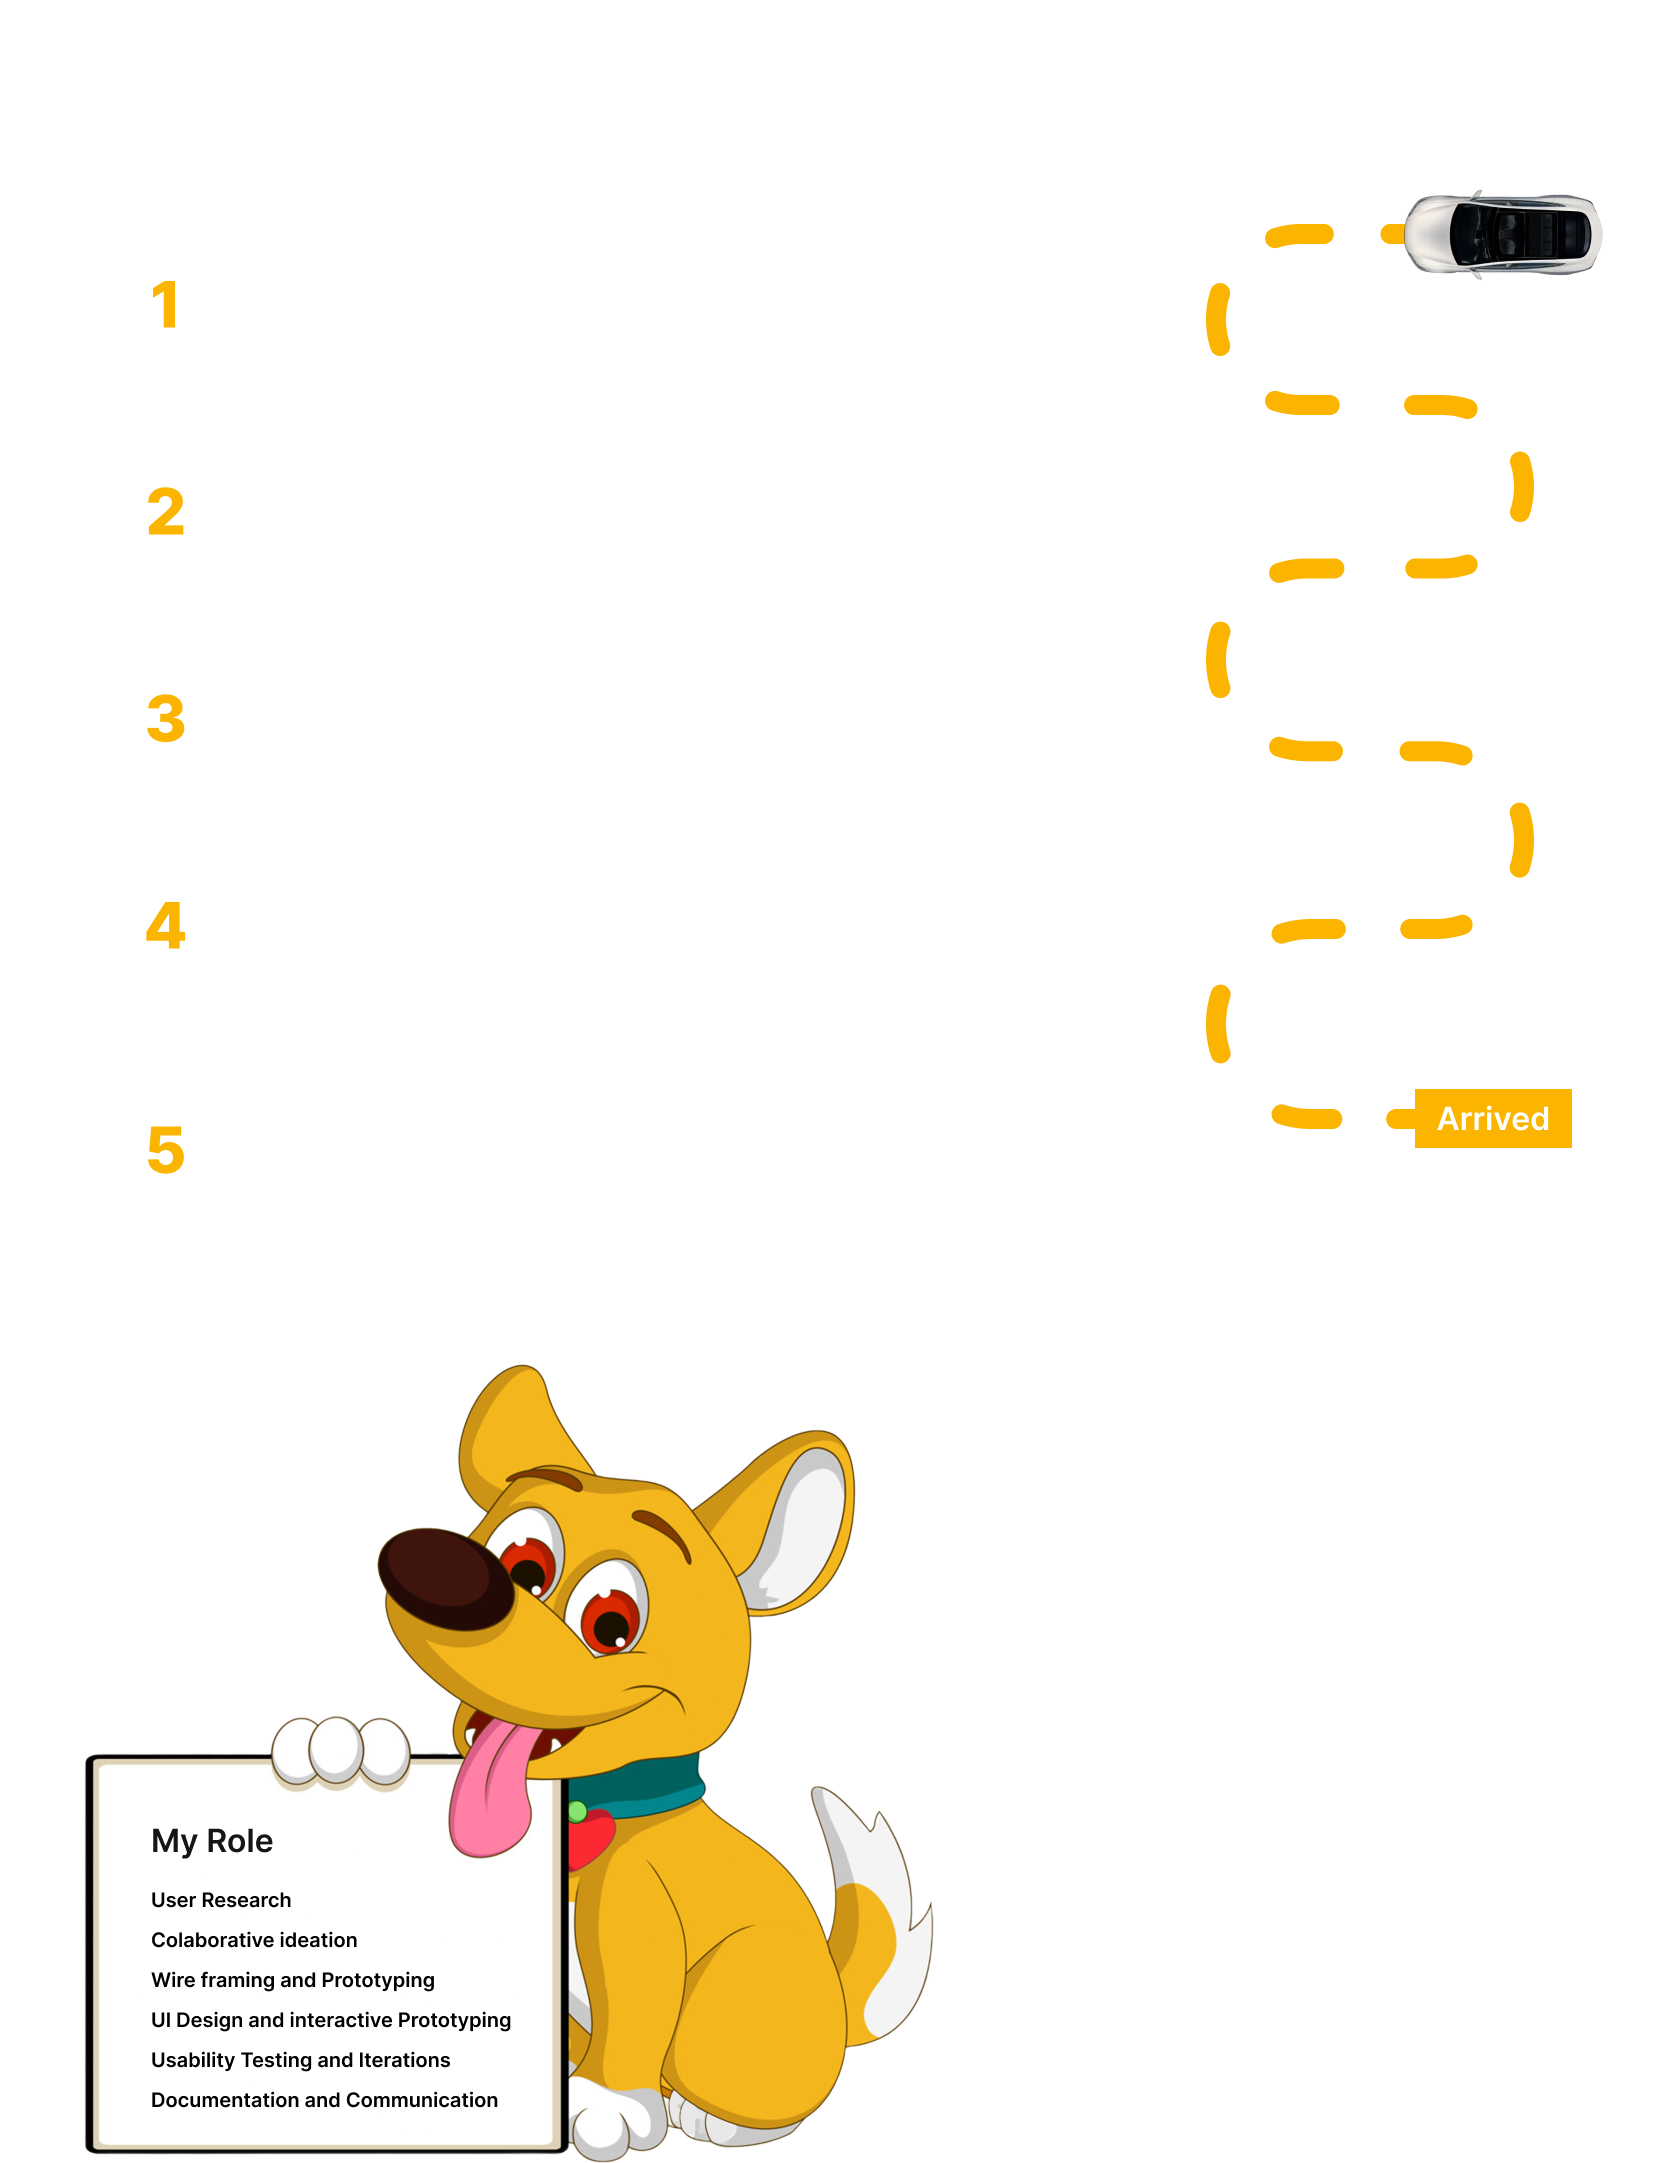 1
2
3
4
5
Arrived
My Role
User Research
Colaborative ideation
Wire framing and Prototyping
UI Design and interactive Prototyping
Usability Testing and Iterations
Documentation and Communication